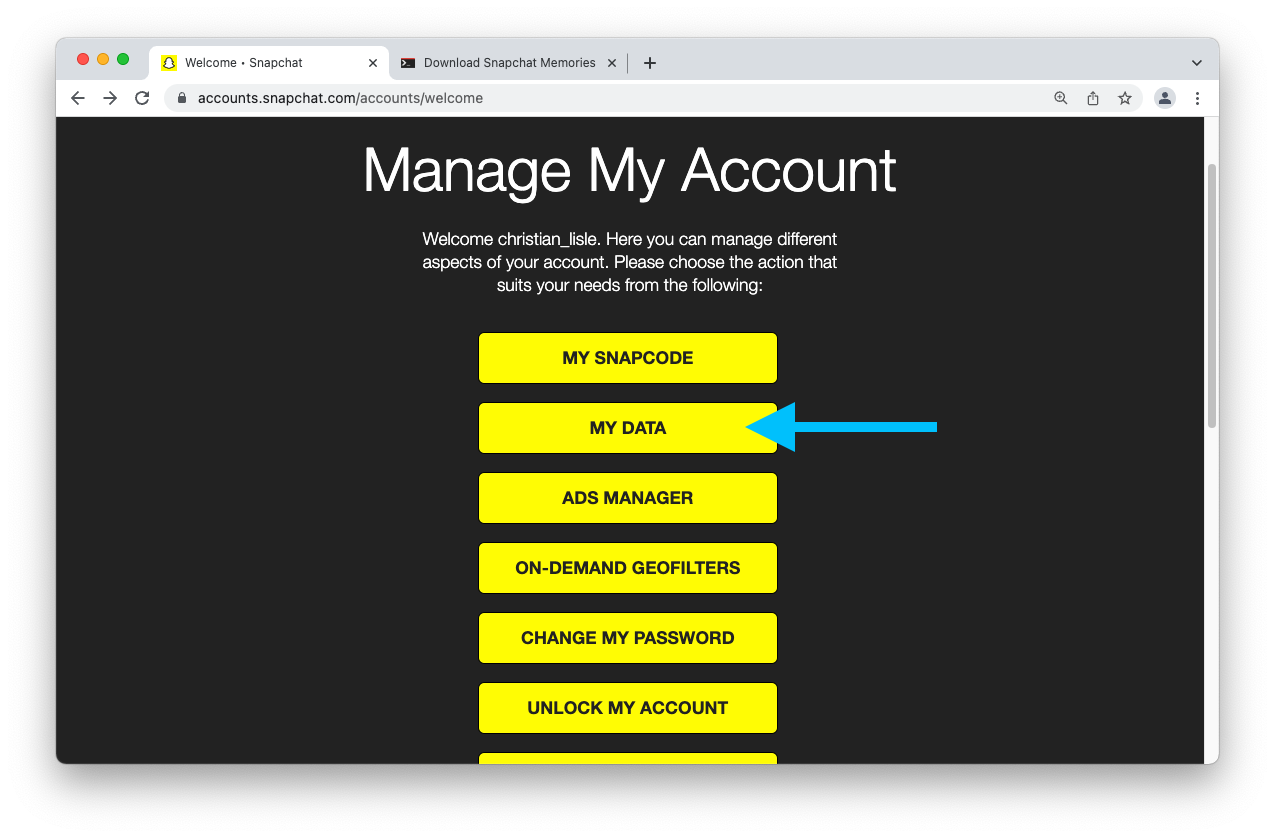 Welcome • Snapchat
Download Snapchat Memories
accounts.snapchat.com/accounts/welcome
Manage My Account
Welcome christian_lisle. Here you can manage different
aspects of your account. Please choose the action that
suits your needs from the following:
MY SNAPCODE
MY DATA
ADS MANAGER
ON-DEMAND GEOFILTERS
CHANGE MY PASSWORD
UNLOCK MY ACCOUNT